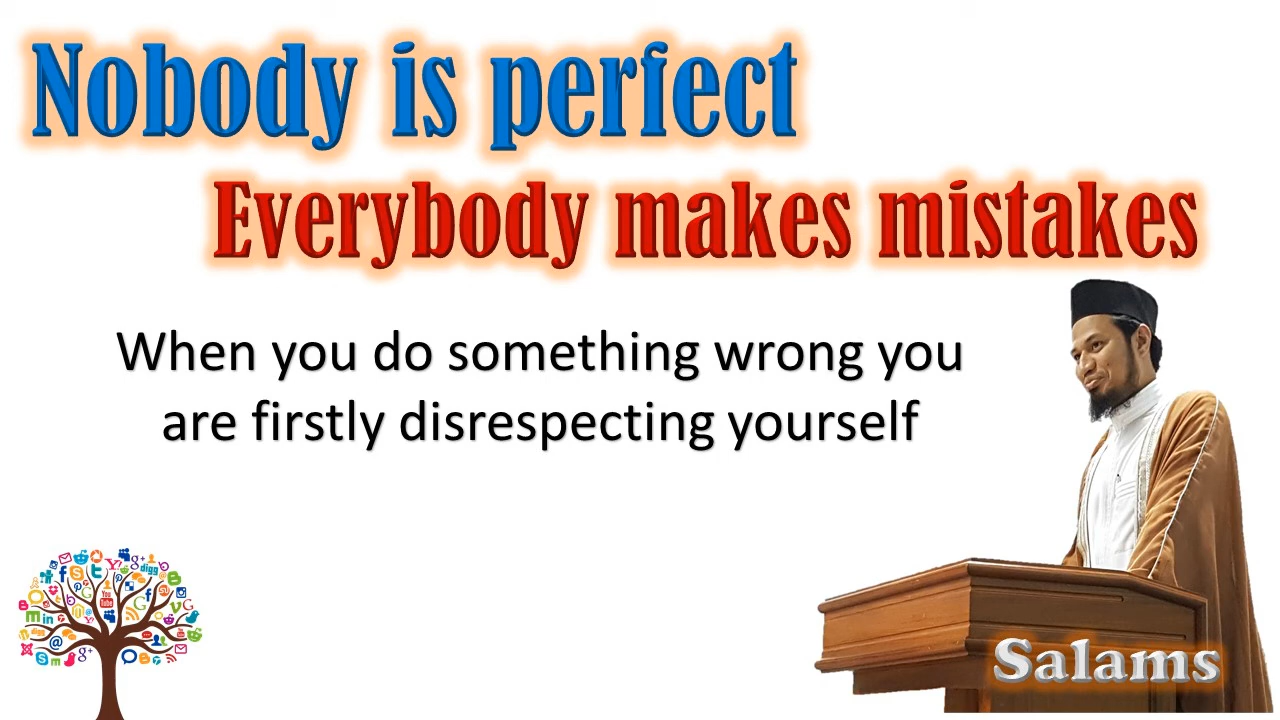 Nobody is perfect
Everybody makes mistakes
When you do something wrong you
are firstly disrespecting yourself
Salams